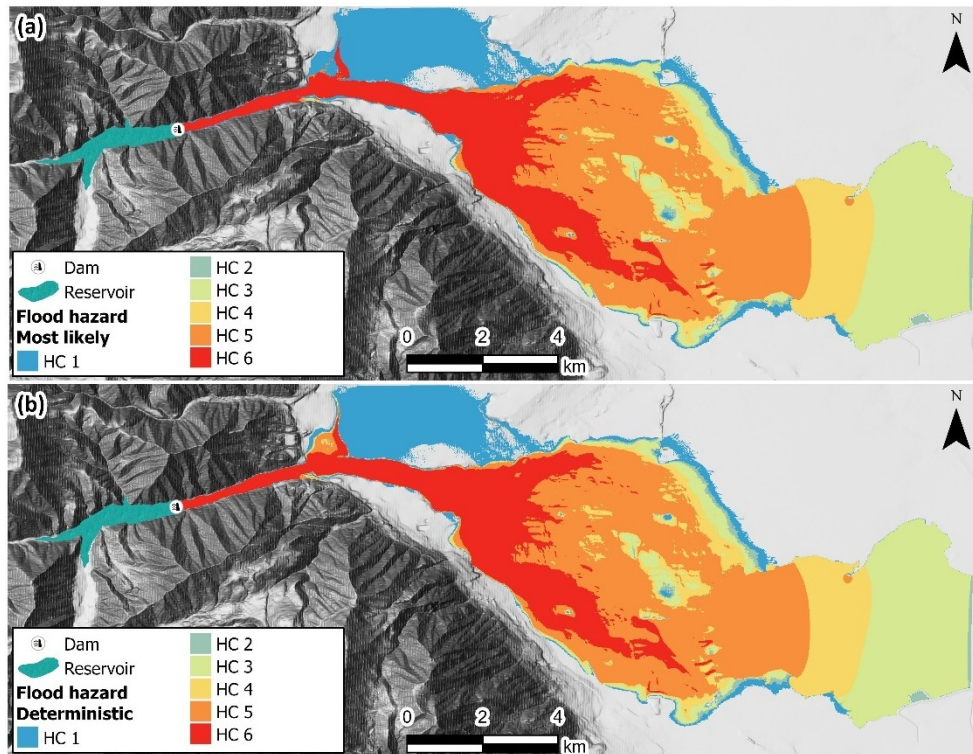 (a)
N
Dam
Reservoir
Flood hazard
Most likely
HC 1
HC 2
HC 3
HC 4
HC 5
HC 6
0 2 4
km
(b)
N
Dam
Reservoir
Flood hazard
Deterministic
HC 1
HC 2
HC 3
HC 4
HC 5
HC 6
0 2 4
km